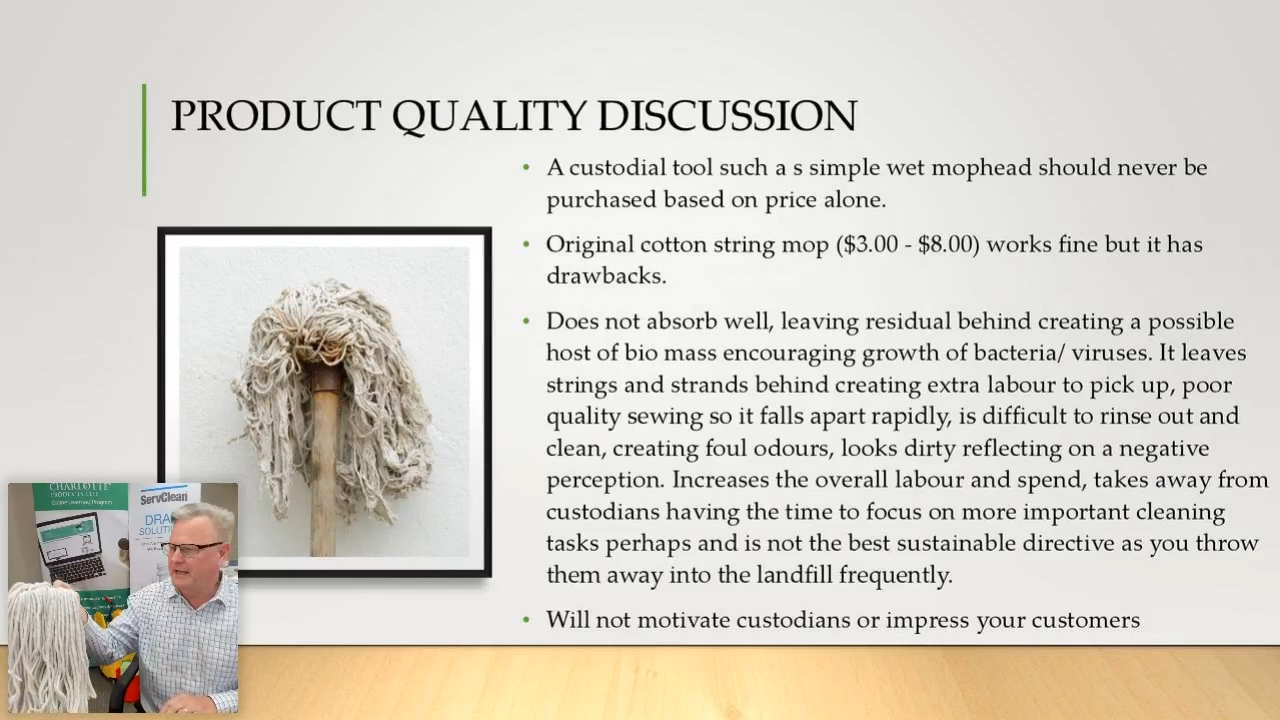 PRODUCT QUALITY DISCUSSION
• A custodial tool such a s simple wet mophead should never be
purchased based on price alone.
• Original cotton string mop ($3.00 - $8.00) works fine but it has
drawbacks.
• Does not absorb well, leaving residual behind creating a possible
host of bio mass encouraging growth of bacteria/ viruses. It leaves
strings and strands behind creating extra labour to pick up, poor
quality sewing so it falls apart rapidly, is difficult to rinse out and
clean, creating foul odours, looks dirty reflecting on a negative
perception. Increases the overall labour and spend, takes away from
custodians having the time to focus on more important cleaning
tasks perhaps and is not the best sustainable directive as you throw
them away into the landfill frequently.
• Will not motivate custodians or impress your customers
CHARLOTTE
PRODUCTS LTD
Online Learning Program
ServClean